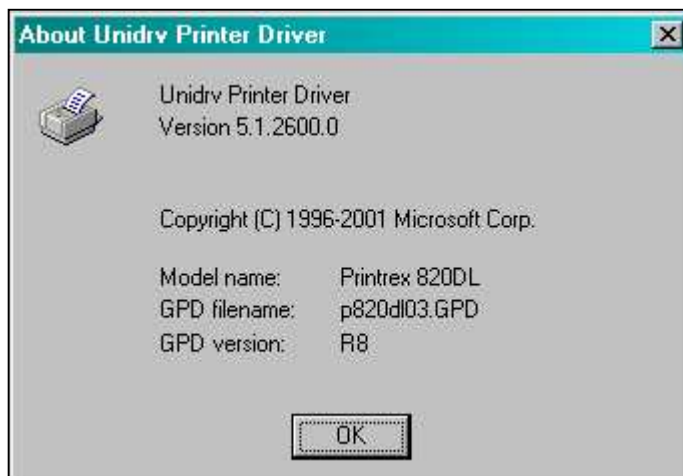 About Unidrv Printer Driver
Unidrv Printer Driver
Version 5.1.2600.0
Copyright (C) 1996-2001 Microsoft Corp.
Model name: Printrex 820DL
GPD filename: p820dl03.GPD
GPD version: R8
OK